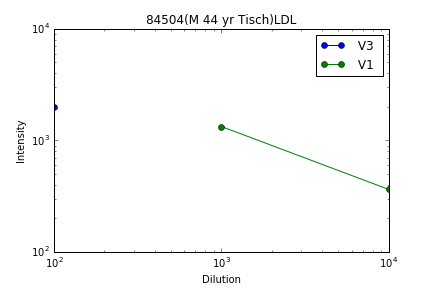 84504(M 44 yr Tisch)LDL
10^4
V3
V1
10^3
Intensity
10^2
10^2
10^3
10^4
Dilution